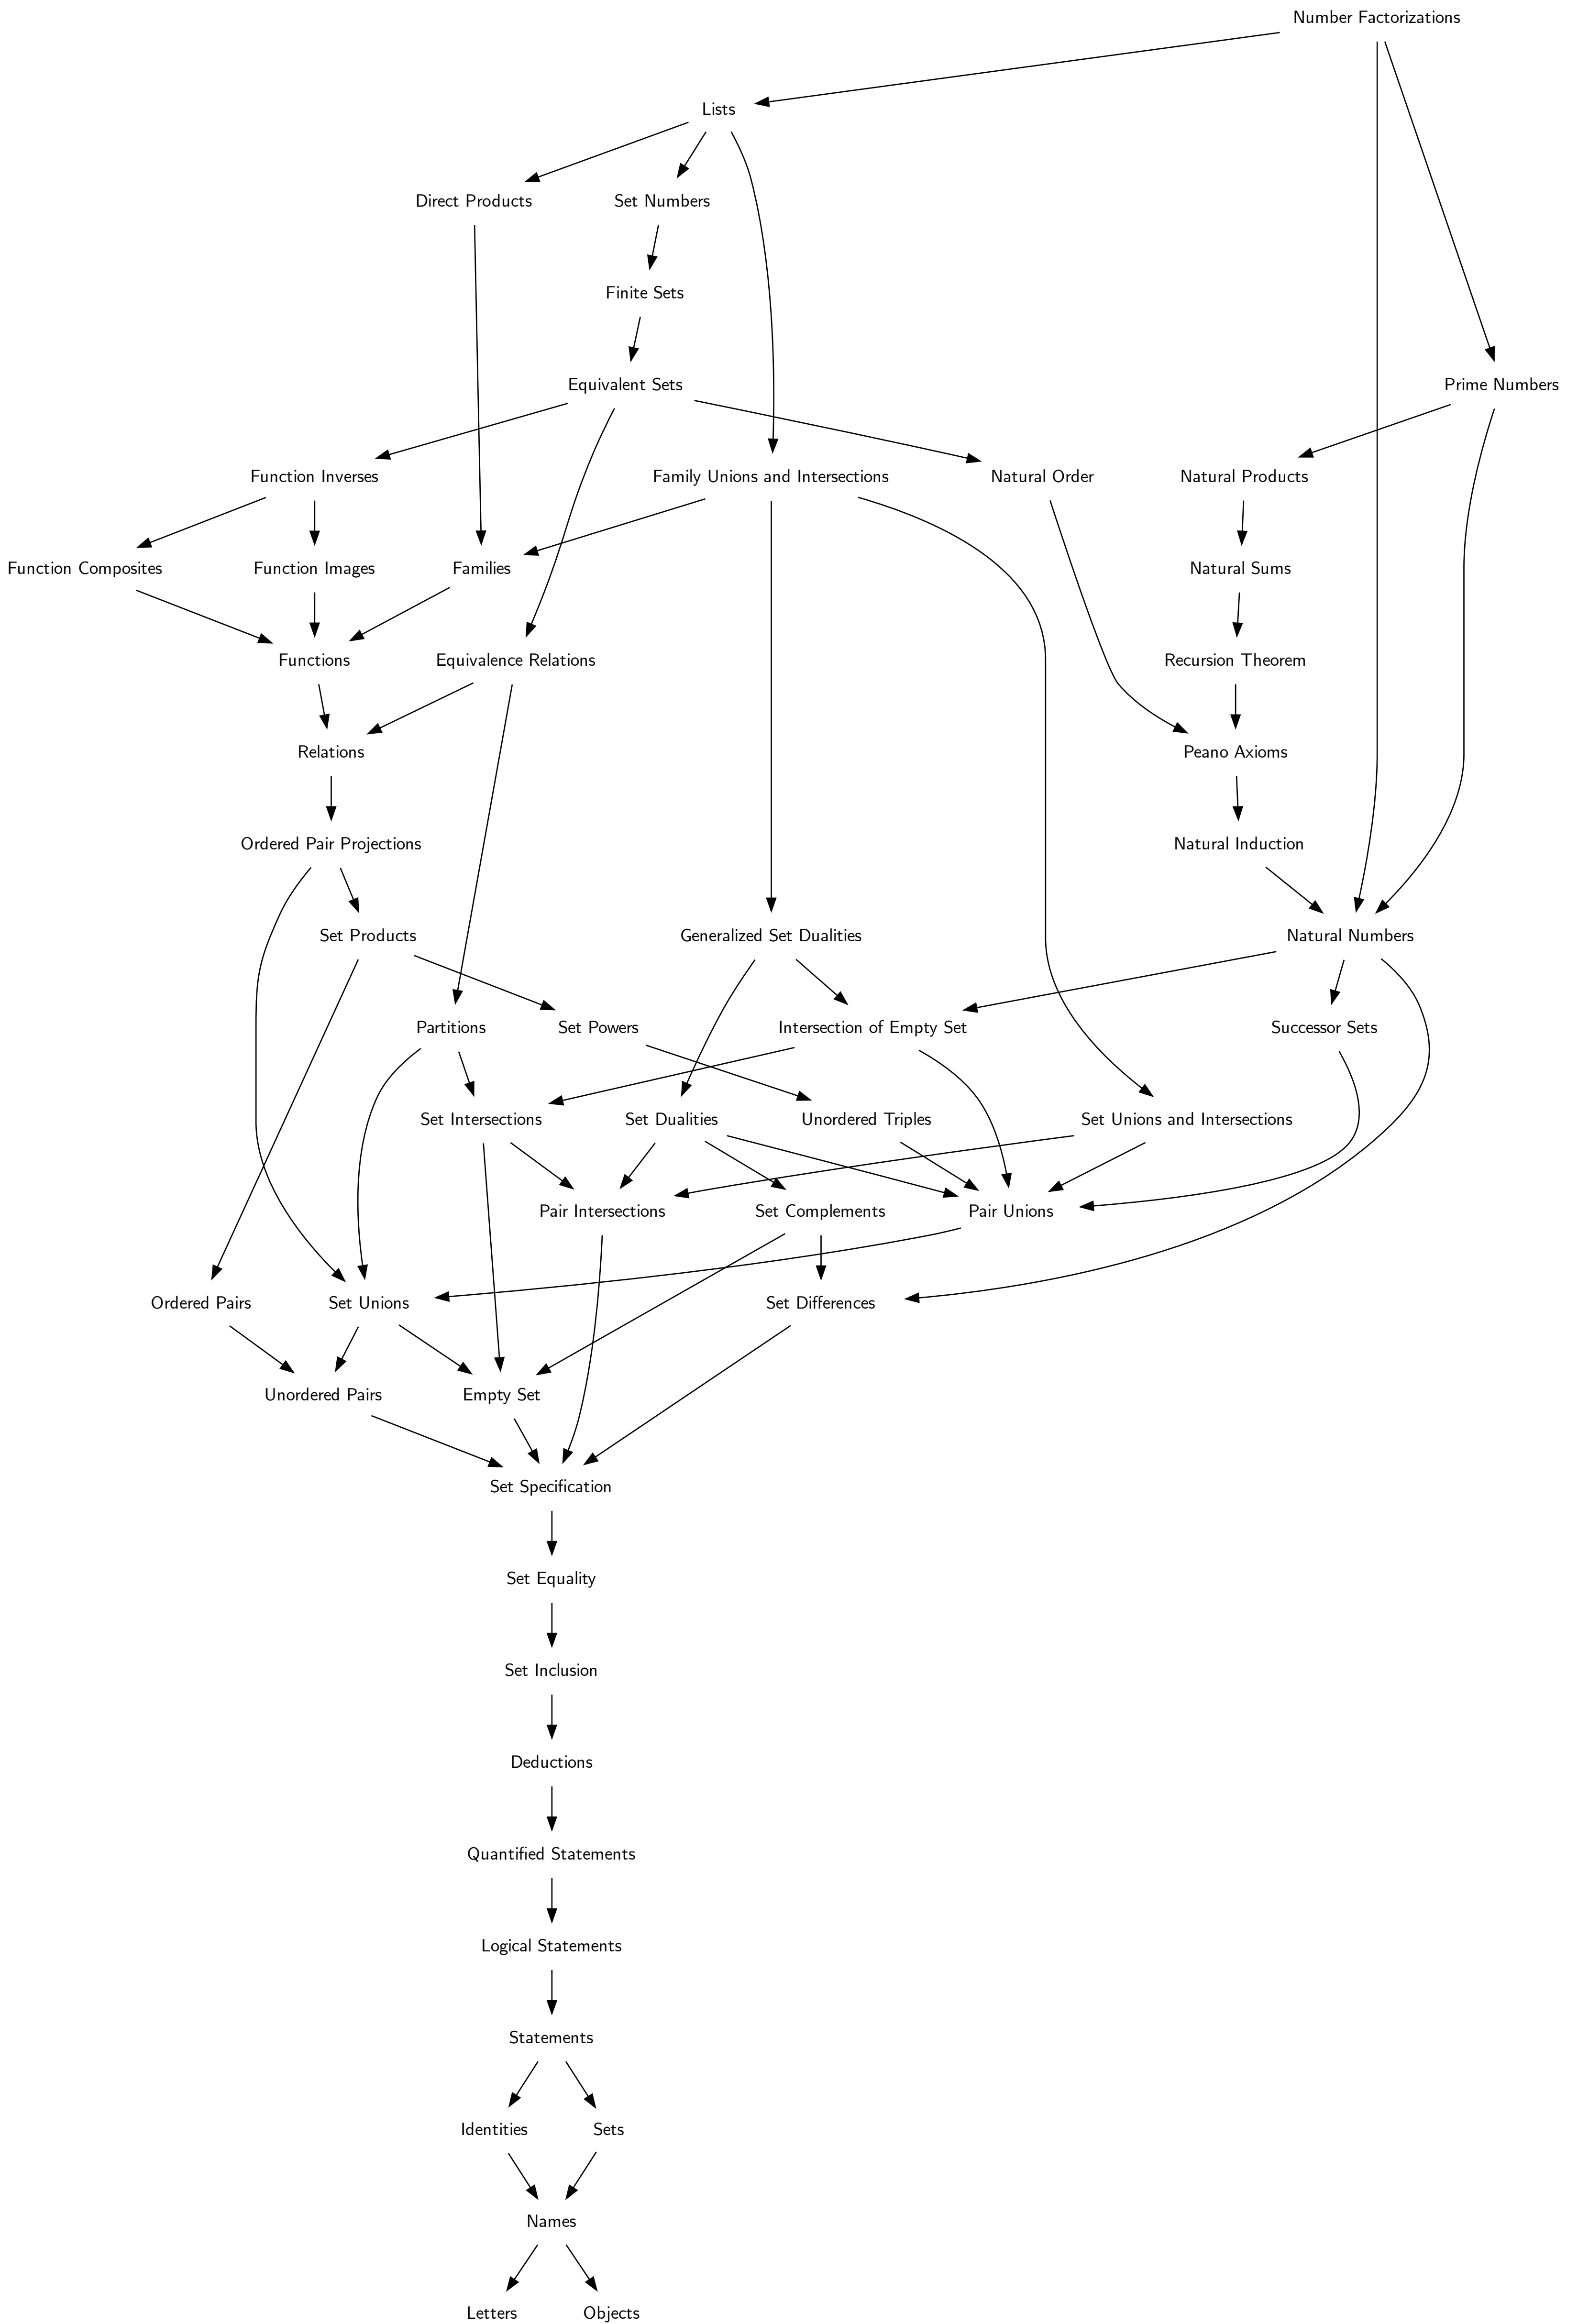 Number Factorizations
Lists
Direct Products
Set Numbers
Finite Sets
Equivalent Sets
Prime Numbers
Function Inverses
Family Unions and Intersections
Natural Order
Natural Products
Function Composites
Function Images
Families
Natural Sums
Functions
Equivalence Relations
Recursion Theorem
Relations
Peano Axioms
Ordered Pair Projections
Natural Induction
Set Products
Generalized Set Dualities
Natural Numbers
Partitions
Set Powers
Intersection of Empty Set
Successor Sets
Set Intersections
Set Dualities
Unordered Triples
Set Unions and Intersections
Pair Intersections
Set Complements
Pair Unions
Ordered Pairs
Set Unions
Set Differences
Unordered Pairs
Empty Set
Set Specification
Set Equality
Set Inclusion
Deductions
Quantified Statements
Logical Statements
Statements
Identities
Sets
Names
Letters
Objects